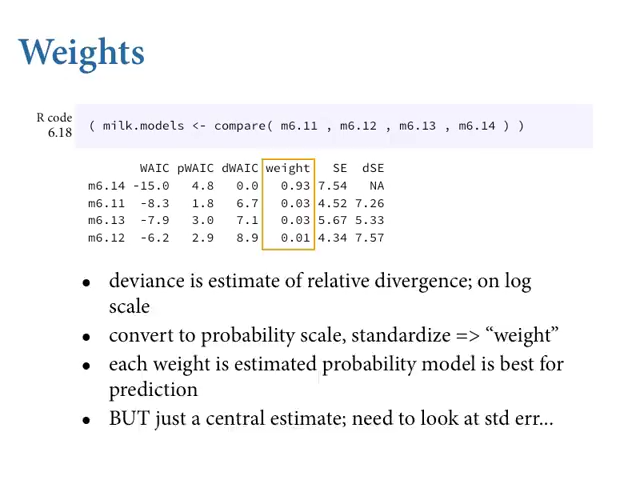 Weights
R code
6.18
( milk.models <- compare( m6.11 , m6.12 , m6.13 , m6.14 ) )
WAIC pWAIC dWAIC weight SE dSE
m6.14 -15.0 4.8 0.0 0.93 7.54 NA
m6.11 -8.3 1.8 6.7 0.03 4.52 7.26
m6.13 -7.9 3.0 7.1 0.03 5.67 5.33
m6.12 -6.2 2.9 8.9 0.01 4.34 7.57
• deviance is estimate of relative divergence; on log
scale
• convert to probability scale, standardize => “weight”
• each weight is estimated probability model is best for
prediction
• BUT just a central estimate; need to look at std err...